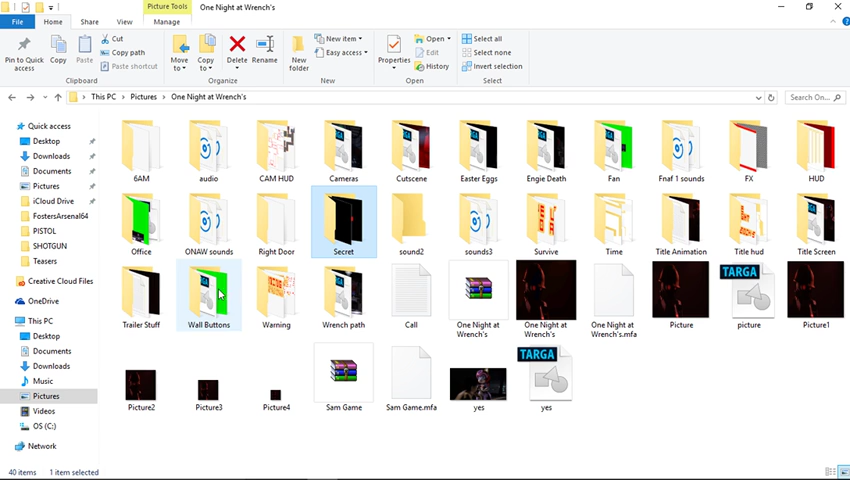 Picture Tools
One Night at Wrench's
File
Home
Share
View
Manage
Pin to Quick access
Copy
Paste
Cut
Copy path
Paste shortcut
Clipboard
Move to
Copy to
Delete
Rename
Organize
New folder
New item
Easy access
New
Properties
Open
Edit
History
Open
Select all
Select none
Invert selection
Select
This PC
Pictures
One Night at Wrench's
Search On...
Quick access
Desktop
Downloads
Documents
Pictures
iCloud Drive
FostersArsenal64
PISTOL
SHOTGUN
Teasers
Creative Cloud Files
OneDrive
This PC
Desktop
Documents
Downloads
Music
Pictures
Videos
OS (C:)
Network
6AM
audio
CAM HUD
Cameras
Cutscene
Easter Eggs
Engie Death
Fan
Fnaf 1 sounds
FX
HUD
Office
ONAW sounds
Right Door
Secret
sound2
sounds3
Survive
Time
Title Animation
Title hud
Title Screen
Trailer Stuff
Wall Buttons
Warning
Wrench path
Call
One Night at Wrench's
One Night at Wrench's
One Night at Wrench's.mfa
Picture
TARGA
picture
Picture1
Picture2
Picture3
Picture4
Sam Game
Sam Game.mfa
yes
TARGA
yes
40 items
1 item selected